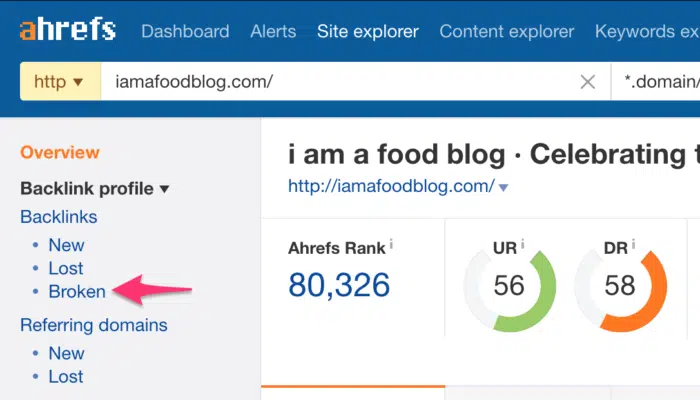 ahrefs Dashboard Alerts Site explorer Content explorer Keywords ex
http ▼ iamafoodblog.com/ × *.domain/
Overview
Backlink profile ▼
Backlinks
• New
• Lost
• Broken
Referring domains
• New
• Lost
i am a food blog · Celebrating t
http://iamafoodblog.com/ ▼
Ahrefs Rank i
80,326
UR i
56
DR i
58